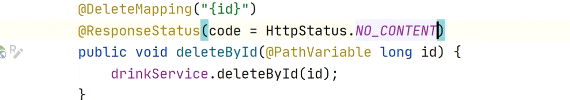 @DeleteMapping("{id}")
@ResponseStatus(code = HttpStatus.NO_CONTENT)
public void deleteById(@PathVariable long id) {
drinkService.deleteById(id);
}